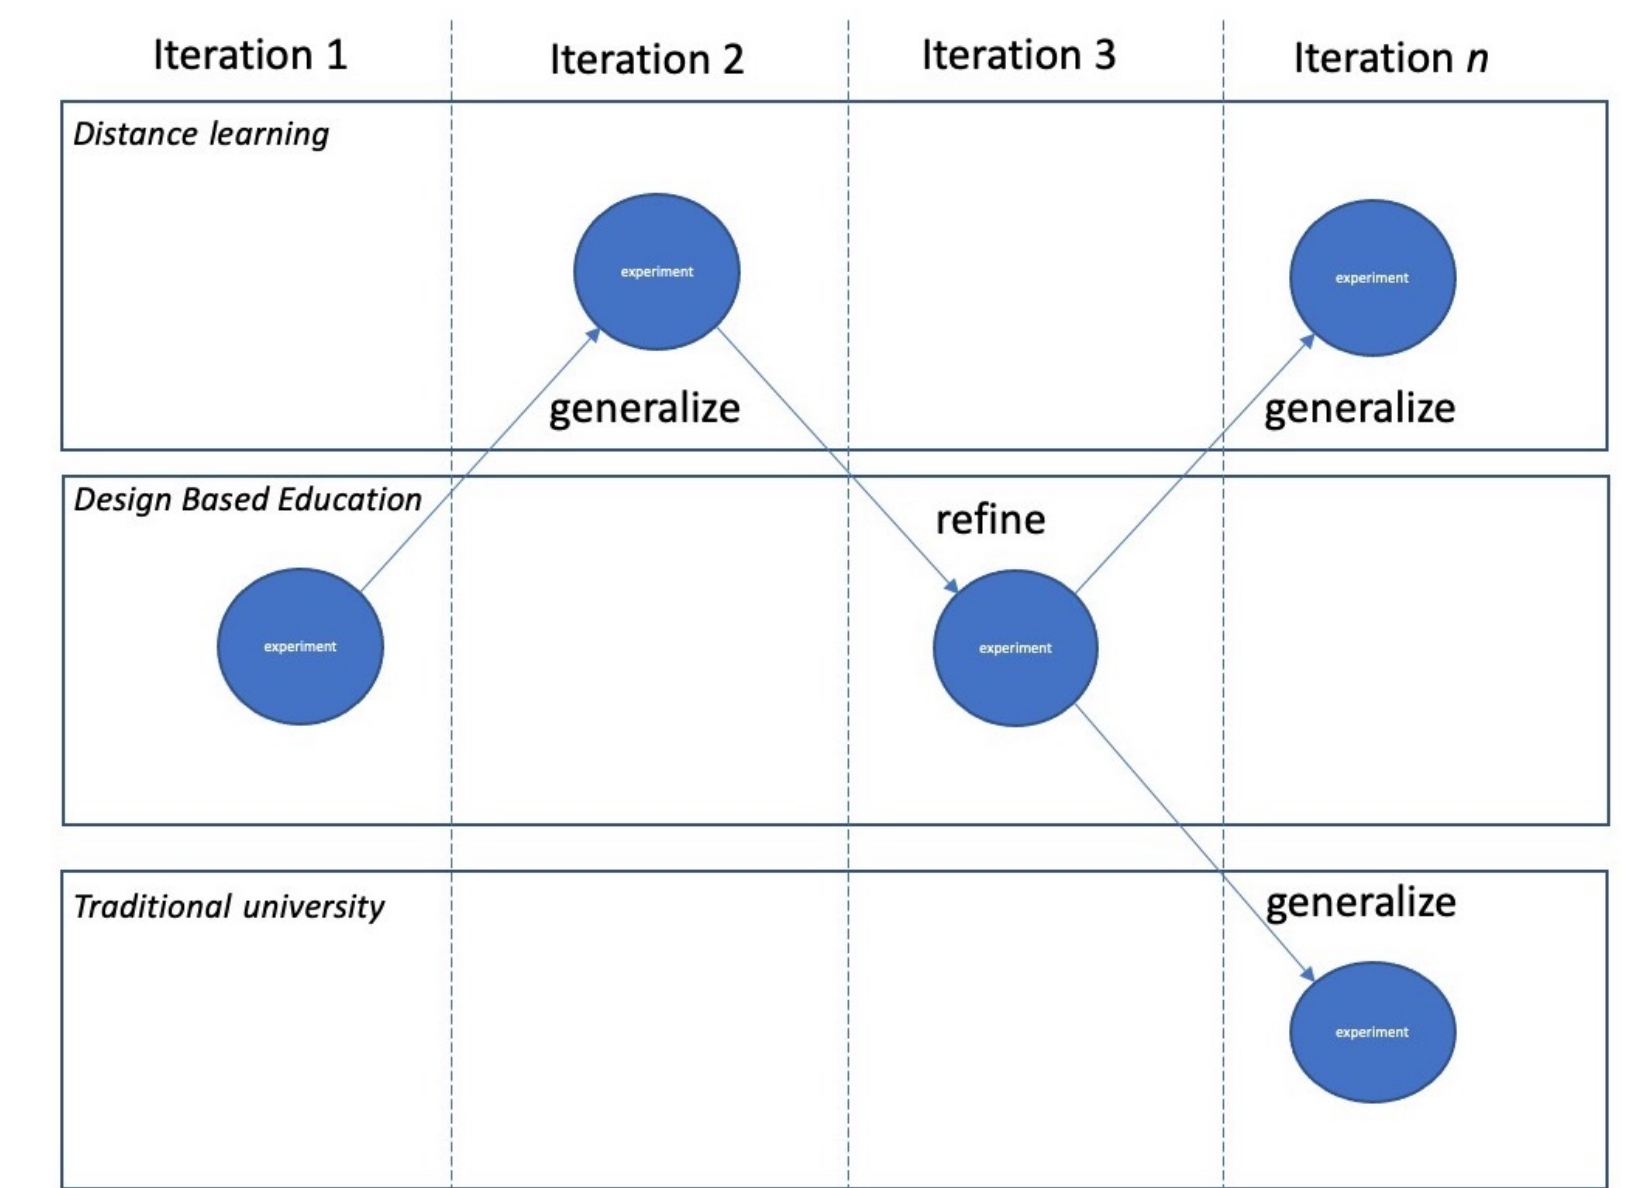 Iteration 1
Iteration 2
Iteration 3
Iteration n
Distance learning
experiment
experiment
generalize
generalize
Design Based Education
refine
experiment
experiment
Traditional university
generalize
experiment